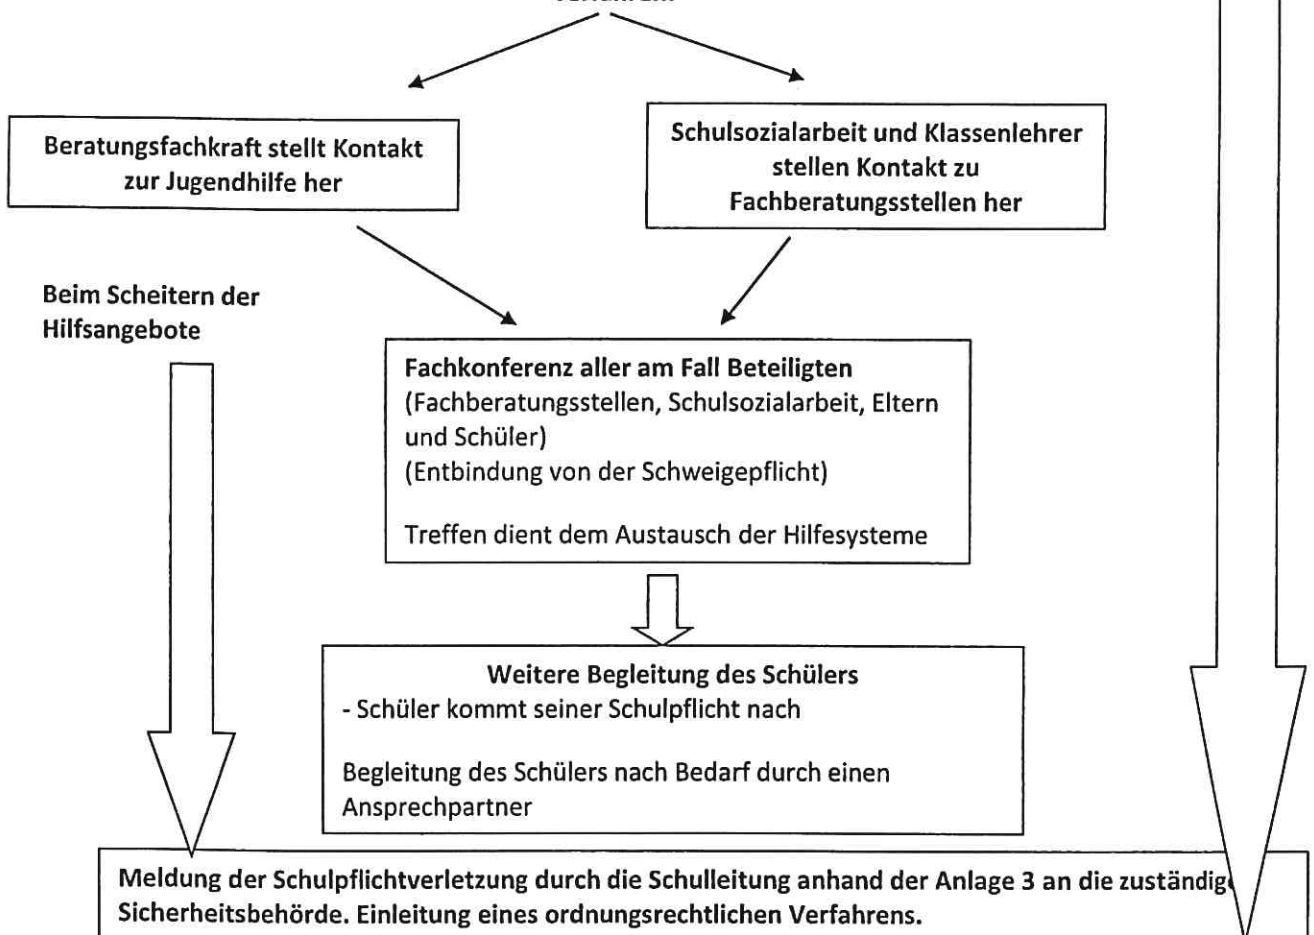 Beratungsfachkraft stellt Kontakt
zur Jugendhilfe her
Schulsozialarbeit und Klassenlehrer
stellen Kontakt zu
Fachberatungsstellen her
Beim Scheitern der
Hilfsangebote
Fachkonferenz aller am Fall Beteiligten
(Fachberatungsstellen, Schulsozialarbeit, Eltern
und Schüler)
(Entbindung von der Schweigepflicht)
Treffen dient dem Austausch der Hilfesysteme
Weitere Begleitung des Schülers
- Schüler kommt seiner Schulpflicht nach
Begleitung des Schülers nach Bedarf durch einen
Ansprechpartner
Meldung der Schulpflichtverletzung durch die Schulleitung anhand der Anlage 3 an die zuständige
Sicherheitsbehörde. Einleitung eines ordnungsrechtlichen Verfahrens.